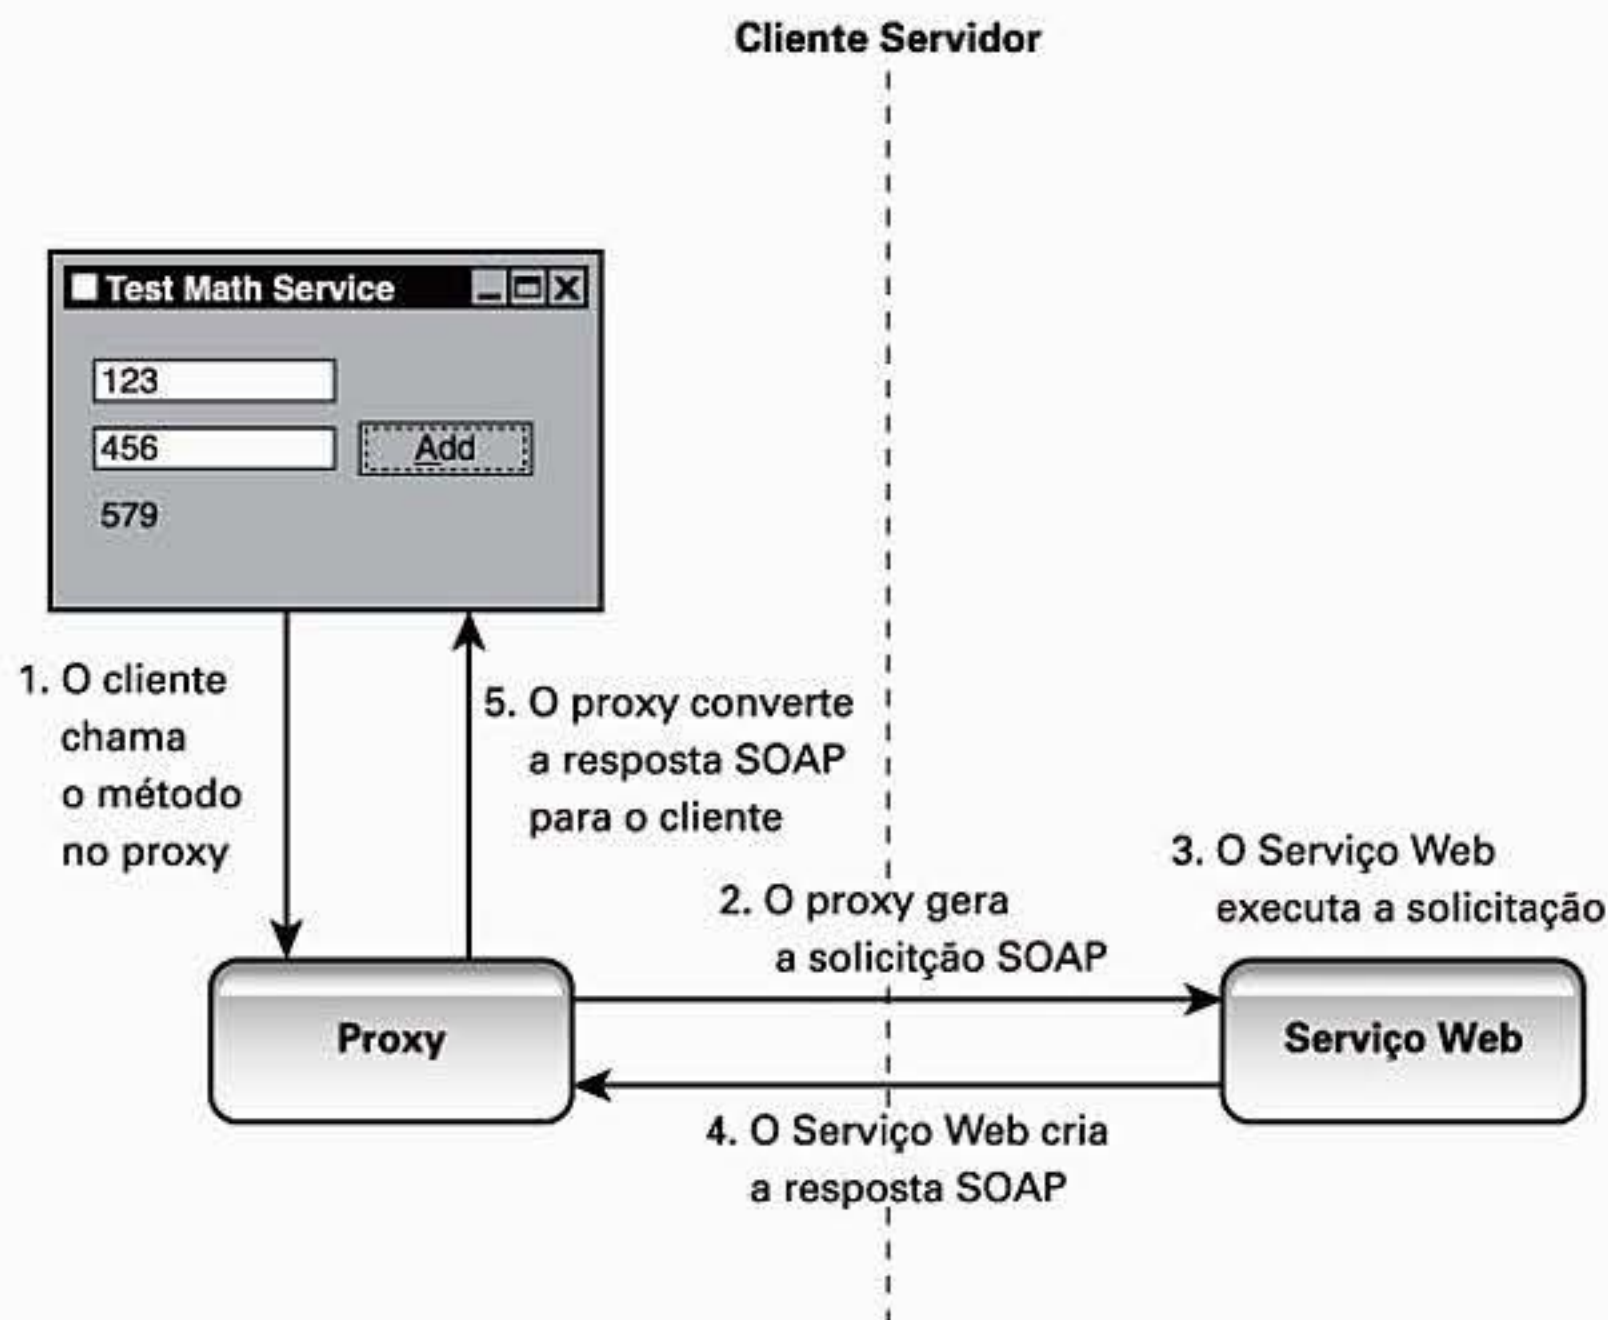 Cliente Servidor
Test Math Service
123
456
Add
579
1. O cliente
chama
o método
no proxy
5. O proxy converte
a resposta SOAP
para o cliente
2. O proxy gera
a solicitção SOAP
3. O Serviço Web
executa a solicitação
Proxy
Serviço Web
4. O Serviço Web cria
a resposta SOAP